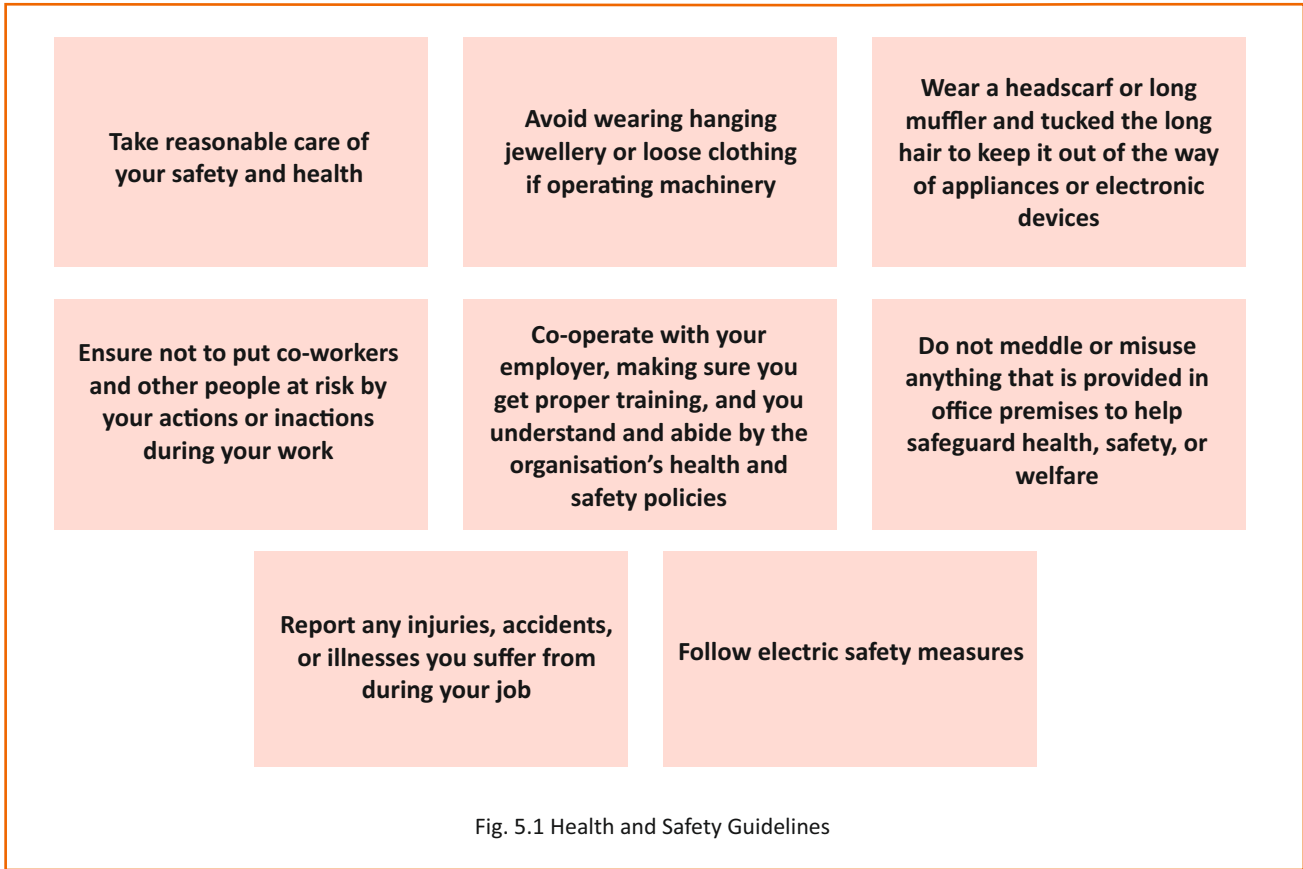 Take reasonable care of
your safety and health
Avoid wearing hanging
jewellery or loose clothing
if operating machinery
Wear a headscarf or long
muffler and tucked the long
hair to keep it out of the way
of appliances or electronic
devices
Ensure not to put co-workers
and other people at risk by
your actions or inactions
during your work
Co-operate with your
employer, making sure you
get proper training, and you
understand and abide by the
organisation’s health and
safety policies
Do not meddle or misuse
anything that is provided in
office premises to help
safeguard health, safety, or
welfare
Report any injuries, accidents,
or illnesses you suffer from
during your job
Follow electric safety measures
Fig. 5.1 Health and Safety Guidelines